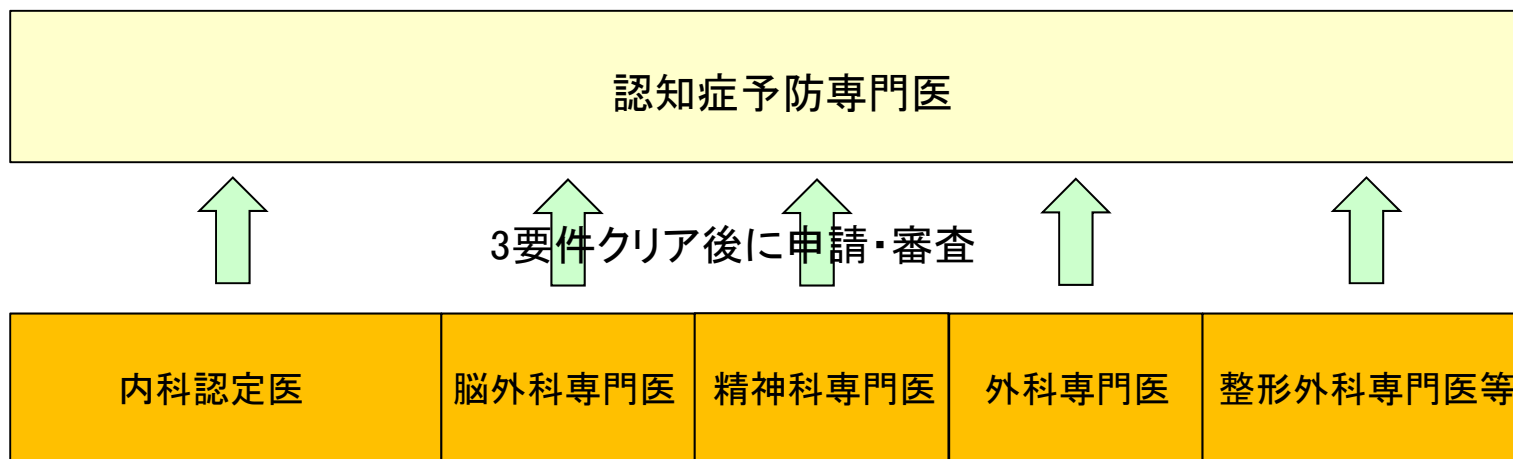 認知症予防専門医
3要件クリア後に申請・審査
内科認定医
脳外科専門医
精神科専門医
外科専門医
整形外科専門医等